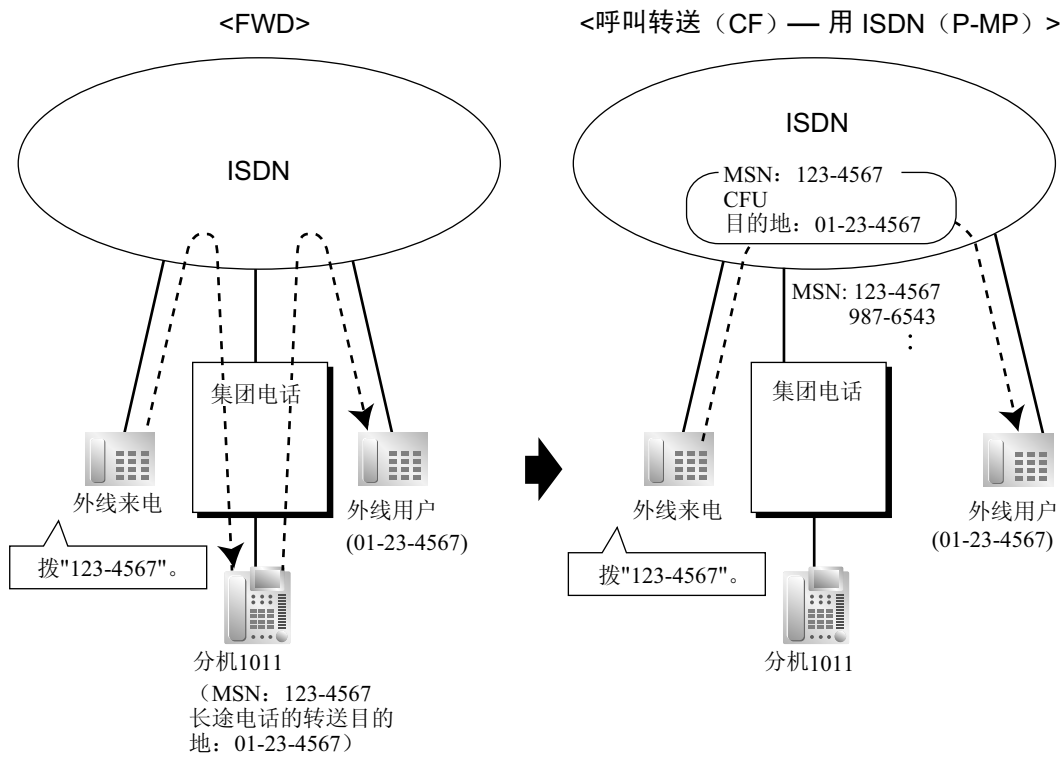 <FWD>
ISDN
集团电话
外线来电
外线用户
(01-23-4567)
拨"123-4567"。
分机1011
（MSN：123-4567
长途电话的转送目的
地：01-23-4567）
<呼叫转送（CF）— 用 ISDN（P-MP）>
ISDN
MSN：123-4567
CFU
目的地：01-23-4567
MSN: 123-4567
987-6543
⋮
集团电话
外线来电
外线用户
(01-23-4567)
拨"123-4567"。
分机1011